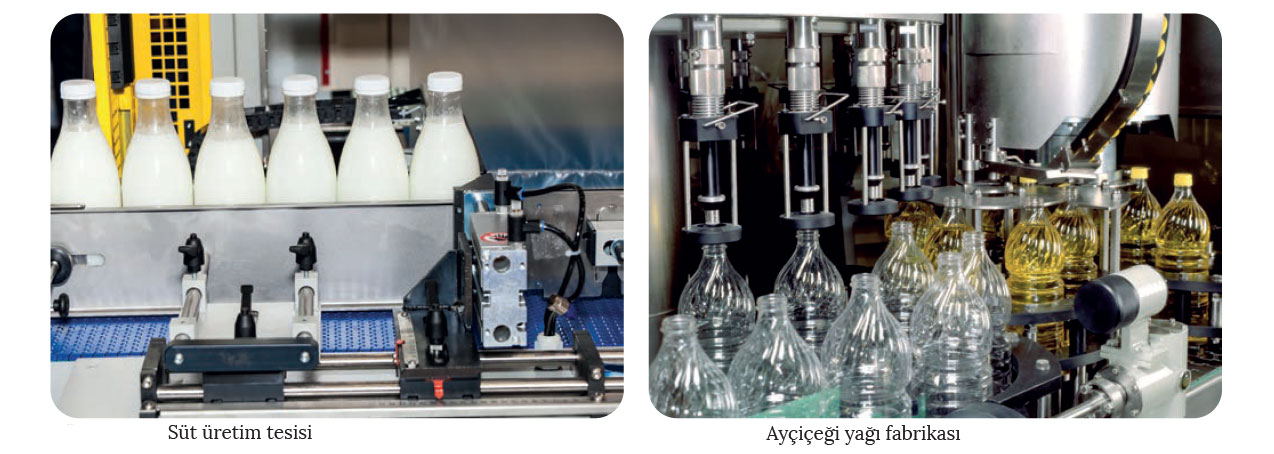 Süt üretim tesisi
Ayçiçeği yağı fabrikası